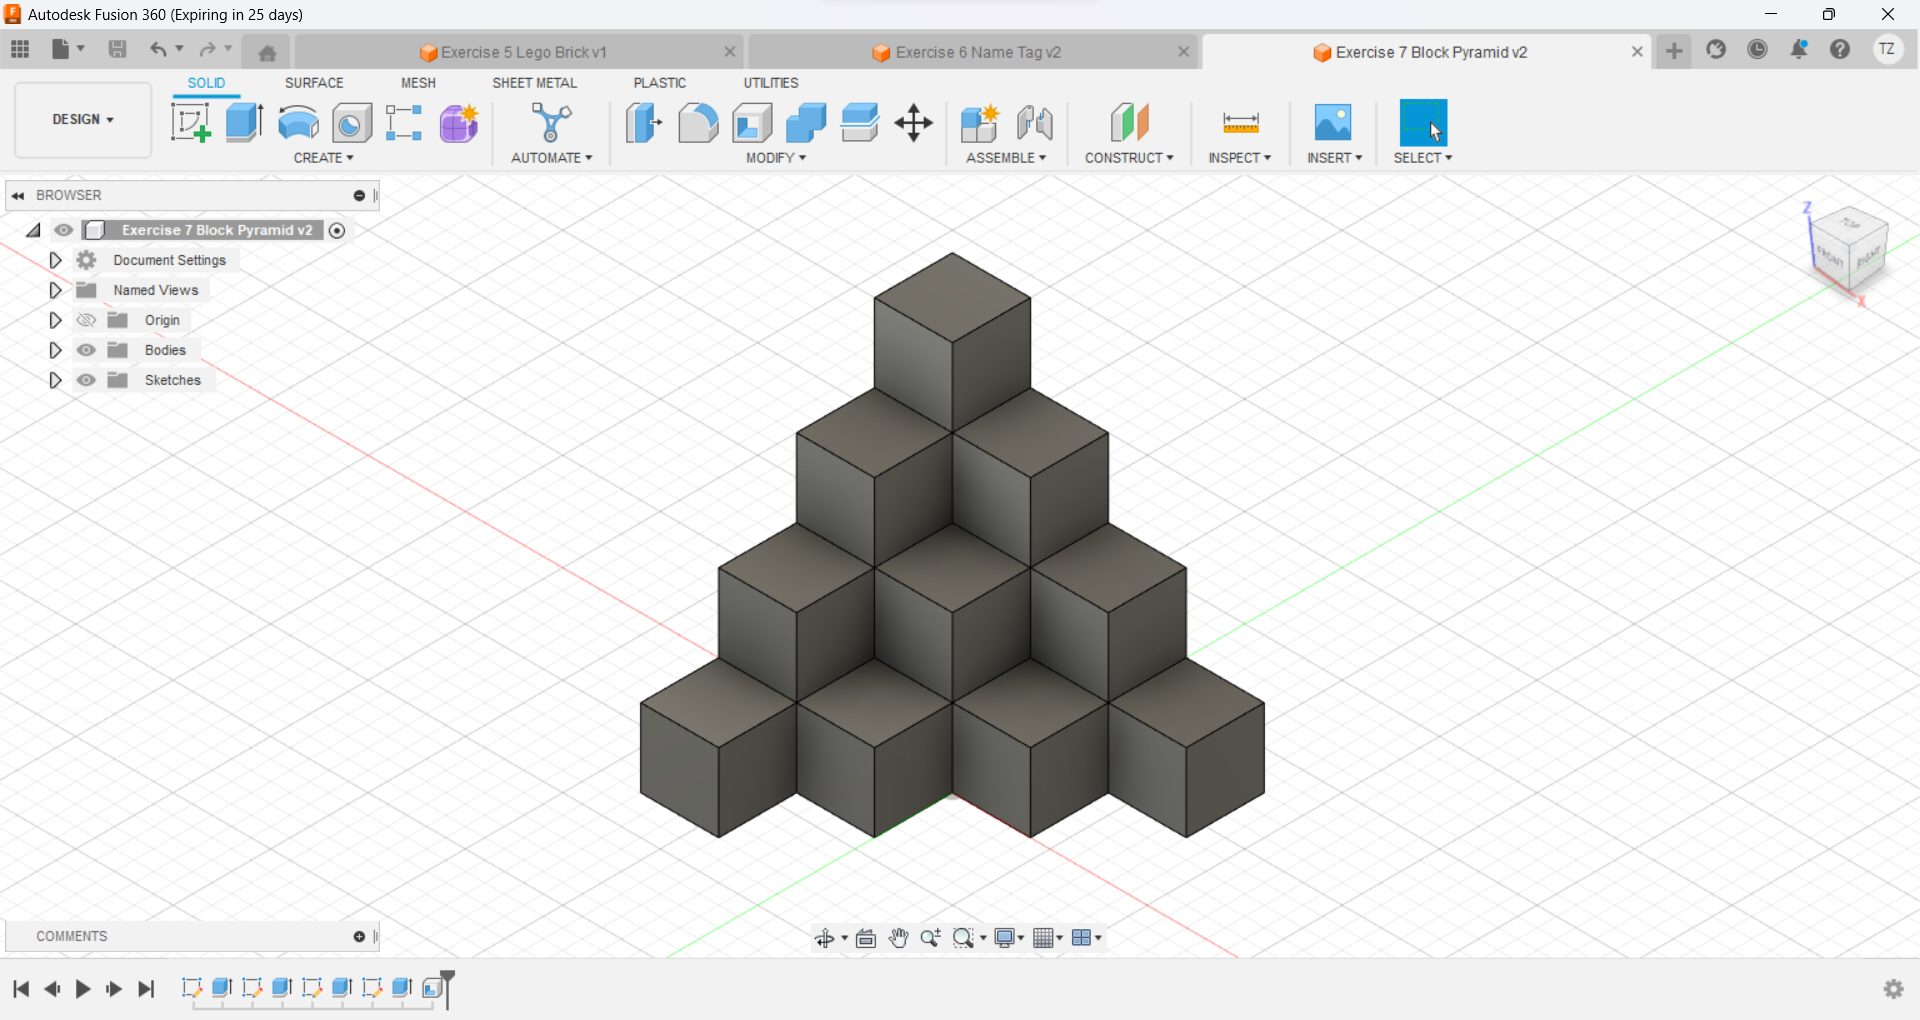 Autodesk Fusion 360 (Expiring in 25 days)
Exercise 5 Lego Brick v1
Exercise 6 Name Tag v2
Exercise 7 Block Pyramid v2
TZ
SOLID
SURFACE
MESH
SHEET METAL
PLASTIC
UTILITIES
DESIGN
CREATE
AUTOMATE
MODIFY
ASSEMBLE
CONSTRUCT
INSPECT
INSERT
SELECT
BROWSER
Exercise 7 Block Pyramid v2
Document Settings
Named Views
Origin
Bodies
Sketches
Z
TOP
FRONT
RIGHT
X
COMMENTS